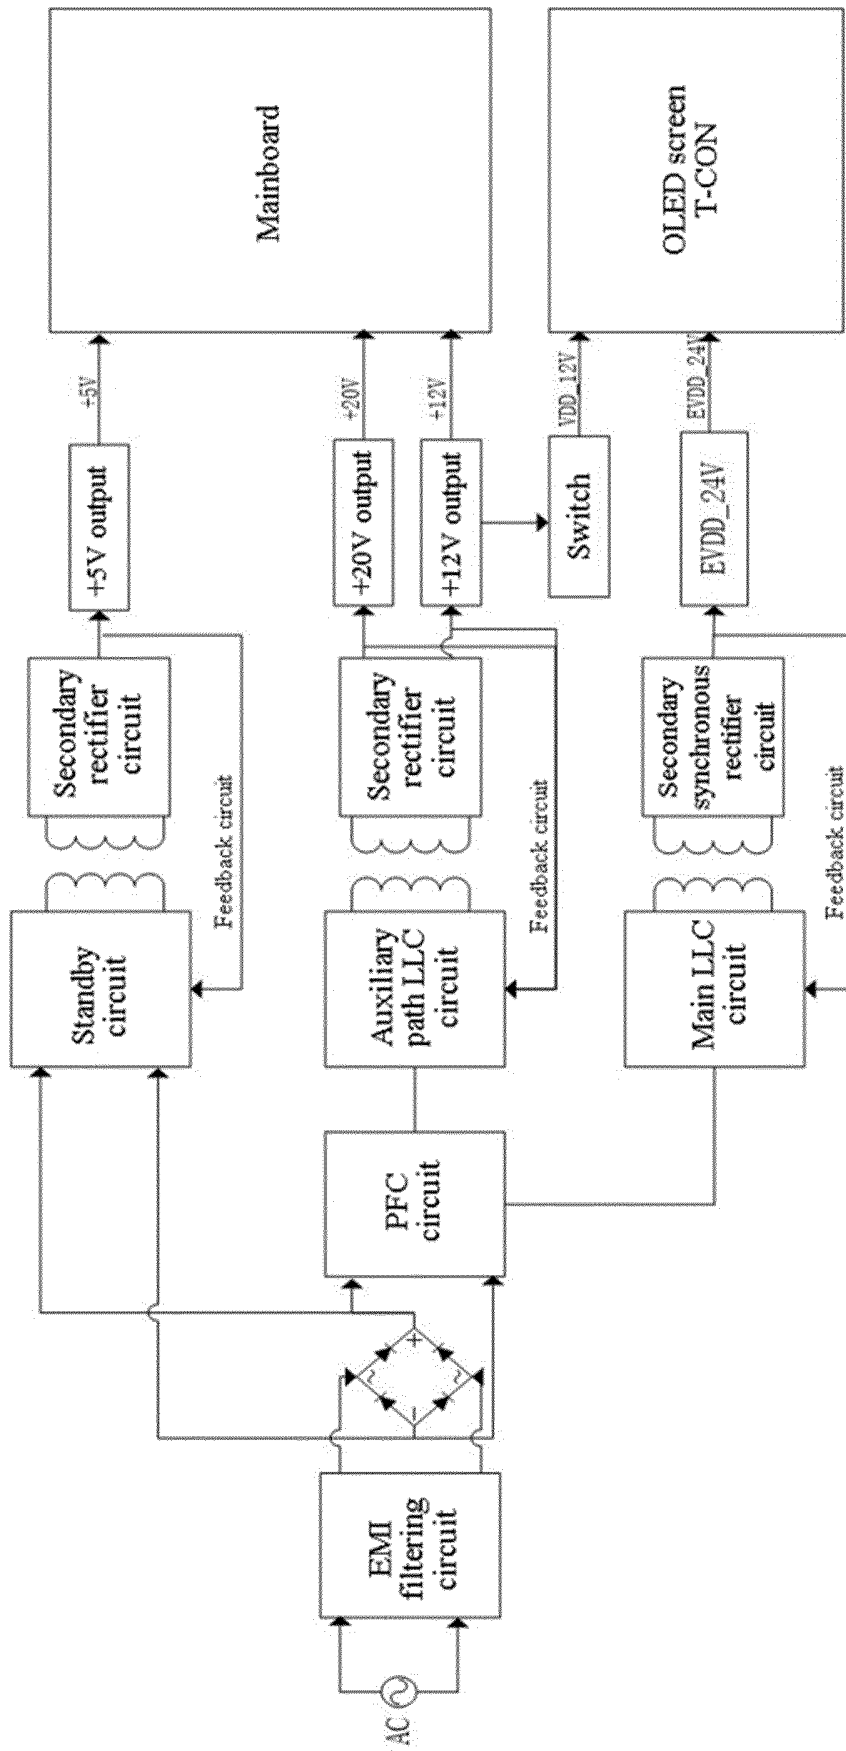 AC
EMI
filtering
circuit
~
~
+
−
PFC
circuit
Standby
circuit
Secondary
rectifier
circuit
Feedback circuit
+5V output
+5V
Auxiliary
path LLC
circuit
Secondary
rectifier
circuit
Feedback circuit
+20V output
+20V
+12V output
+12V
Mainboard
Switch
VDD_12V
Main LLC
circuit
Secondary
synchronous
rectifier
circuit
Feedback circuit
EVDD_24V
EVDD_24V
OLED screen
T-CON